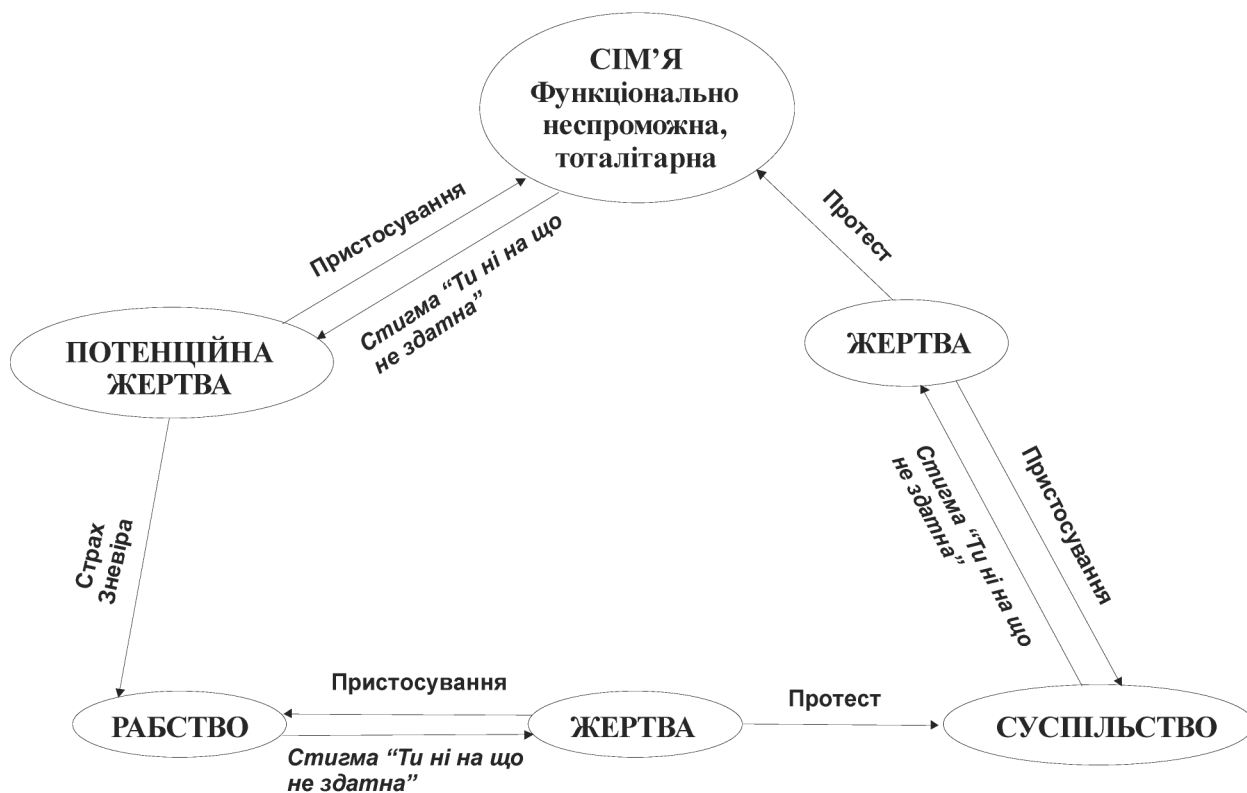 СІМ’Я
Функціонально
неспроможна,
тоталітарна
Пристосування
Стигма “Ти ні на що
не здатна”
Протест
ПОТЕНЦІЙНА
ЖЕРТВА
ЖЕРТВА
Страх
Зневіра
Стигма “Ти ні на що
не здатна”
Пристосування
Пристосування
Протест
РАБСТВО
ЖЕРТВА
СУСПІЛЬСТВО
Стигма “Ти ні на що
не здатна”